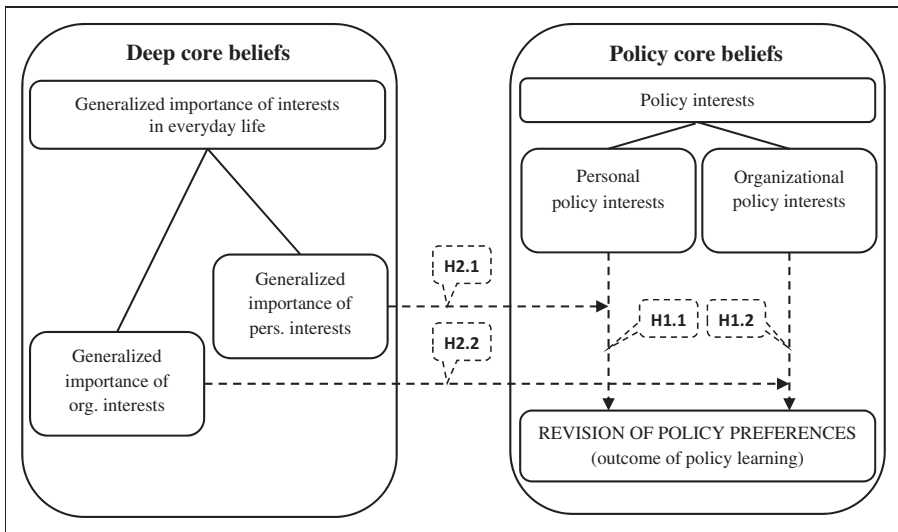 Deep core beliefs
Generalized importance of interests
in everyday life
Generalized
importance of
pers. interests
Generalized
importance of
org. interests
H2.1
H2.2
Policy core beliefs
Policy interests
Personal
policy interests
Organizational
policy interests
H1.1
H1.2
REVISION OF POLICY PREFERENCES
(outcome of policy learning)